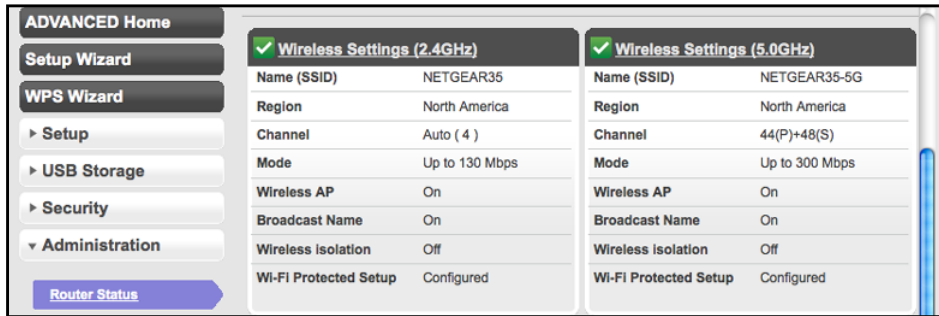 ADVANCED Home
Setup Wizard
WPS Wizard
Setup
USB Storage
Security
Administration
Router Status
Wireless Settings (2.4GHz)
Name (SSID) NETGEAR35
Region North America
Channel Auto ( 4 )
Mode Up to 130 Mbps
Wireless AP On
Broadcast Name On
Wireless isolation Off
Wi-Fi Protected Setup Configured
Wireless Settings (5.0GHz)
Name (SSID) NETGEAR35-5G
Region North America
Channel 44(P)+48(S)
Mode Up to 300 Mbps
Wireless AP On
Broadcast Name On
Wireless isolation Off
Wi-Fi Protected Setup Configured